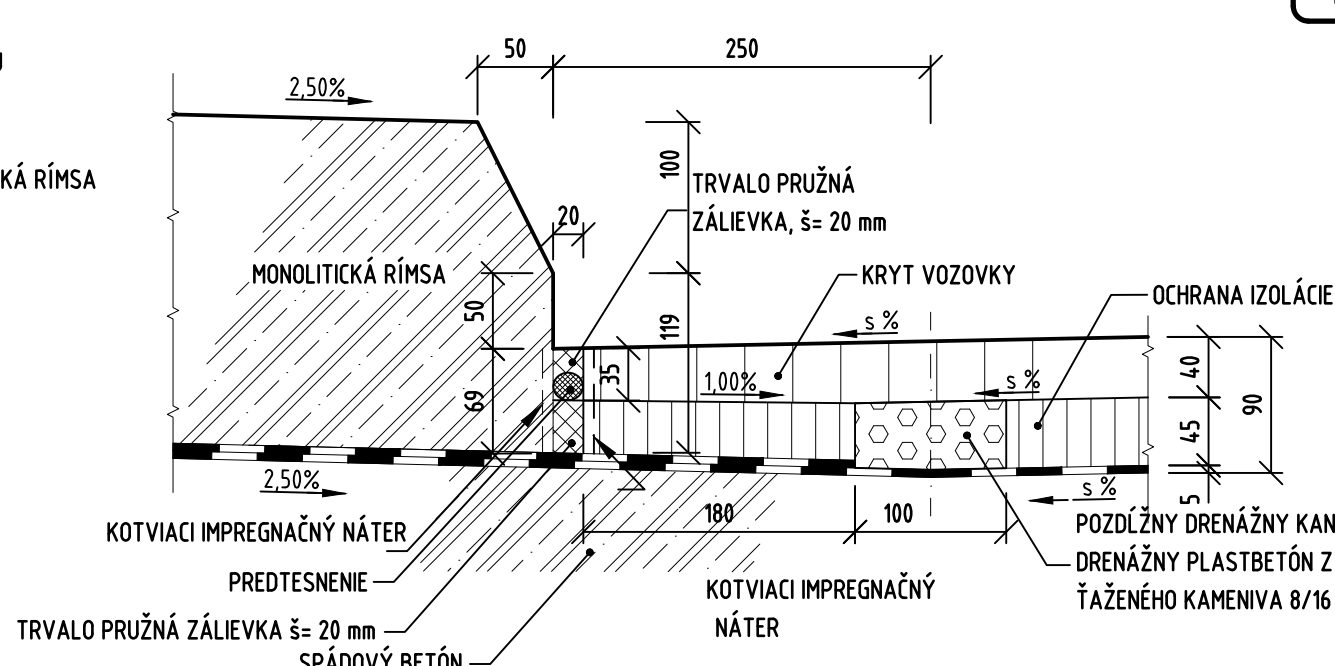 50
250
2,50%
KÁ RÍMSA
100
TRVALO PRUŽNÁ
ZÁLIEVKA, š= 20 mm
20
MONOLITICKÁ RÍMSA
KRYT VOZOVKY
OCHRANA IZOLÁCIE
50
119
s %
35
1,00%
s %
40
90
69
45
2,50%
s %
5
180
100
KOTVIACI IMPREGNAČNÝ NÁTER
POZDĹŽNY DRENÁŽNY KAN
DRENÁŽNY PLASTBETÓN Z
ŤAŽENÉHO KAMENIVA 8/16
PREDTESNENIE
KOTVIACI IMPREGNAČNÝ
NÁTER
TRVALO PRUŽNÁ ZÁLIEVKA š= 20 mm
SPÁDOVÝ BETÓN